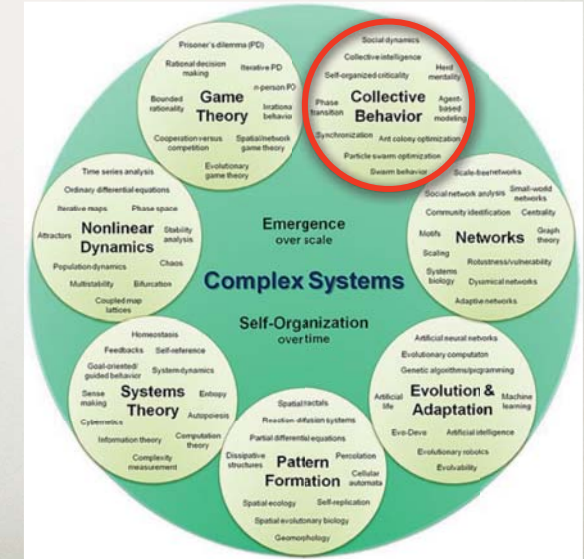 Prisoner's dilemma (PD)
Rational decision
making
Iterative PD
n-person PD
Bounded
rationality
Game
Theory
Irrational
behavior
Cooperation versus
competition
Spatial/network
game theory
Evolutionary
game theory
Social dynamics
Collective intelligence
Self-organized criticality
Herd
mentality
Phase
transition
Collective
Behavior
Agent-
based
modeling
Synchronization
Ant colony optimization
Particle swarm optimization
Swarm behavior
Time series analysis
Ordinary differential equations
Iterative maps
Phase space
Attractors
Nonlinear
Dynamics
Stability
analysis
Population dynamics
Chaos
Multistability
Bifurcation
Coupled map
lattices
Emergence
over scale
Complex Systems
Self-Organization
over time
Scale-free networks
Social network analysis
Small-world
networks
Community identification
Centrality
Motifs
Networks
Graph
theory
Scaling
Robustness/vulnerability
Systems
biology
Dynamical networks
Adaptive networks
Homeostasis
Feedbacks
Self-reference
Goal-oriented/
guided behavior
System dynamics
Sense
making
Systems
Theory
Entropy
Cybernetics
Autopoiesis
Information theory
Computation
theory
Complexity
measurement
Spatial fractals
Reaction-diffusion systems
Partial differential equations
Dissipative
structures
Pattern
Formation
Percolation
Cellular
automata
Spatial ecology
Self-replication
Spatial evolutionary biology
Geomorphology
Artificial neural networks
Evolutionary computaton
Genetic algorithms/programming
Artificial
life
Evolution &
Adaptation
Machine
learning
Evo-Devo
Artificial intelligence
Evolutionary robotics
Evolvability